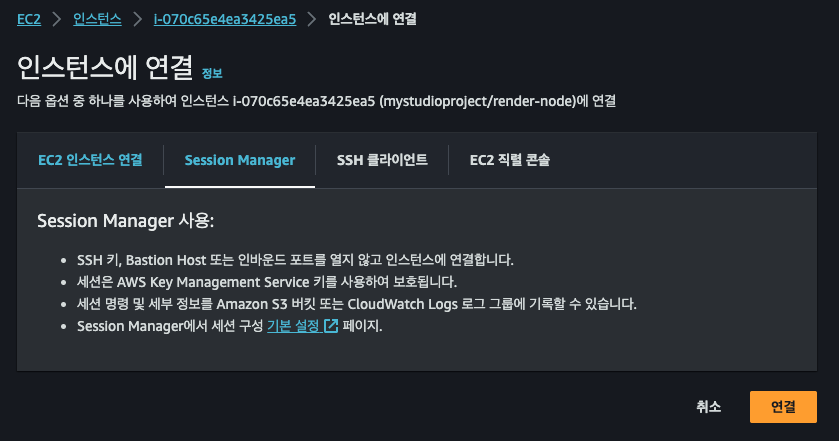 EC2 > 인스턴스 > i-070c65e4ea3425ea5 > 인스턴스에 연결
인스턴스에 연결 정보
다음 옵션 중 하나를 사용하여 인스턴스 i-070c65e4ea3425ea5 (mystudioproject/render-node)에 연결
EC2 인스턴스 연결 Session Manager SSH 클라이언트 EC2 직렬 콘솔
Session Manager 사용:
• SSH 키, Bastion Host 또는 인바운드 포트를 열지 않고 인스턴스에 연결합니다.
• 세션은 AWS Key Management Service 키를 사용하여 보호됩니다.
• 세션 명령 및 세부 정보를 Amazon S3 버킷 또는 CloudWatch Logs 로그 그룹에 기록할 수 있습니다.
• Session Manager에서 세션 구성 기본 설정 페이지.
취소 연결